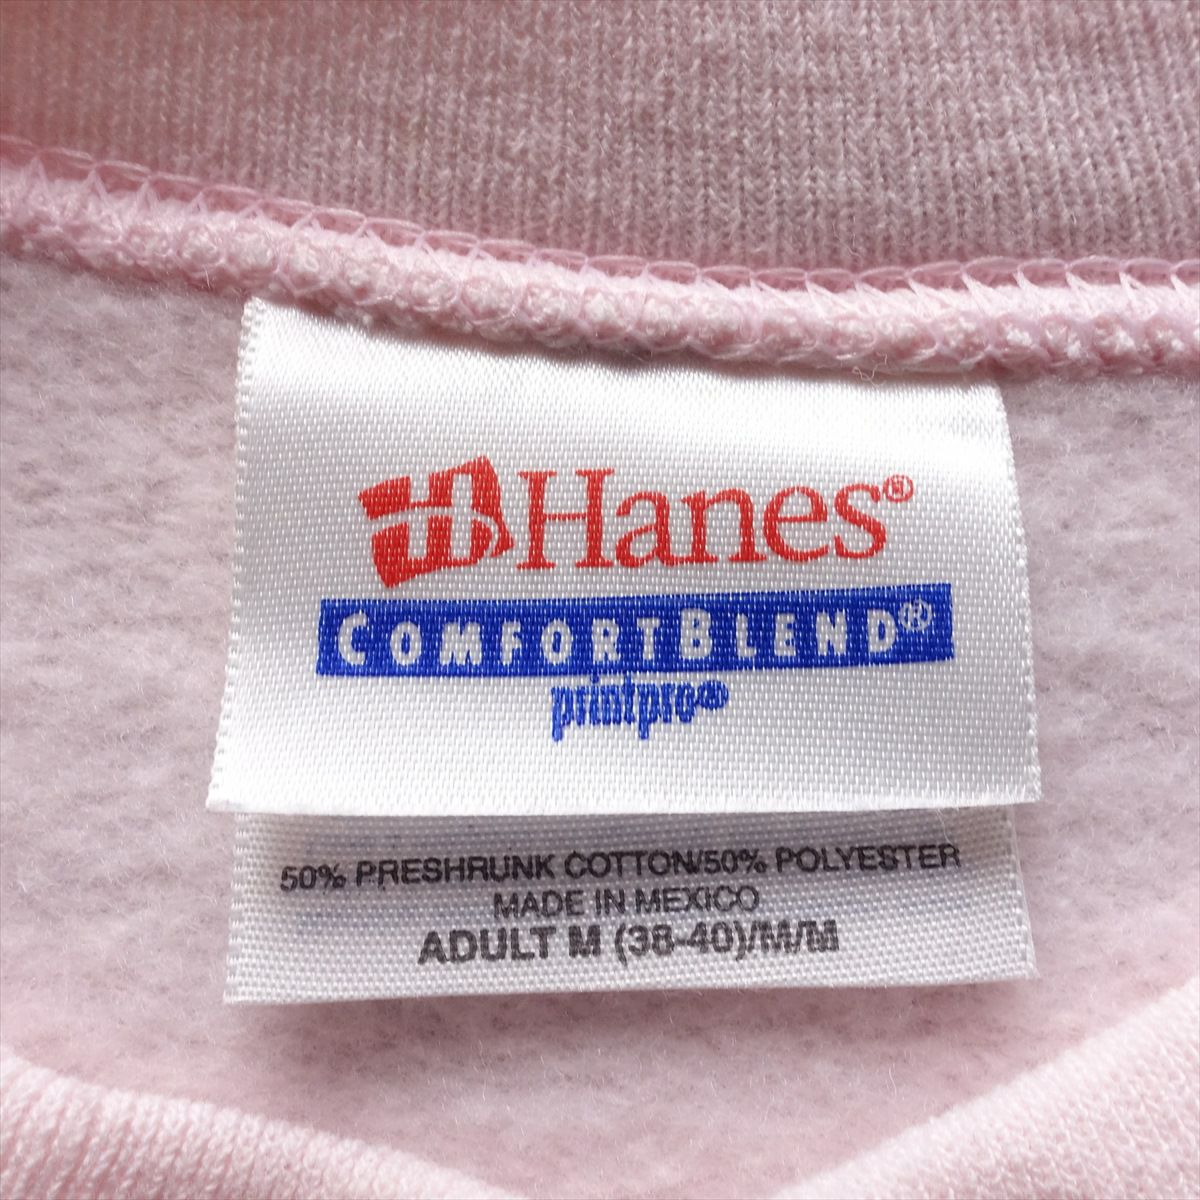 Hanes®
COMFORTBLEND®
printpro®
50% PRESHRUNK COTTON/50% POLYESTER
MADE IN MEXICO
ADULT M (38-40)/M/M